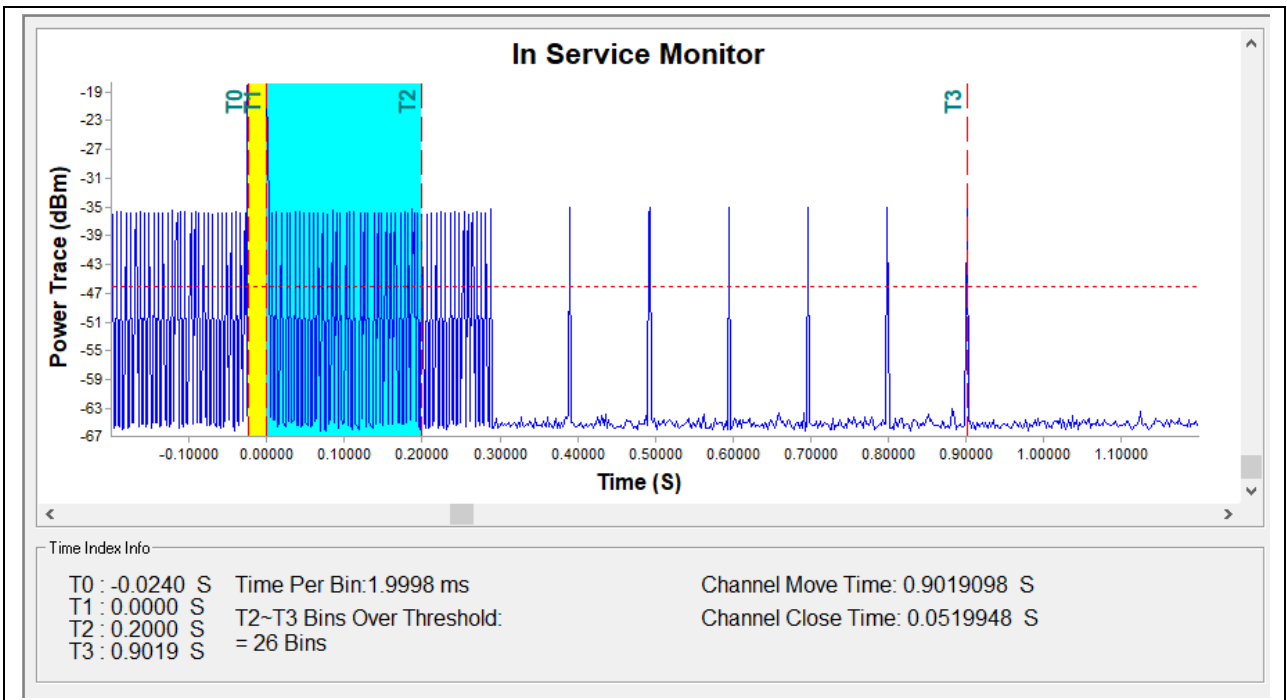 In Service Monitor
T0
T1
T2
T3
Power Trace (dBm)
-19
-23
-27
-31
-35
-39
-43
-47
-51
-55
-59
-63
-67
-0.10000 0.00000 0.10000 0.20000 0.30000 0.40000 0.50000 0.60000 0.70000 0.80000 0.90000 1.00000 1.10000
Time (S)
Time Index Info
T0 : -0.0240 S Time Per Bin:1.9998 ms Channel Move Time: 0.9019098 S
T1 : 0.0000 S
T2 : 0.2000 S T2~T3 Bins Over Threshold: Channel Close Time: 0.0519948 S
T3 : 0.9019 S = 26 Bins